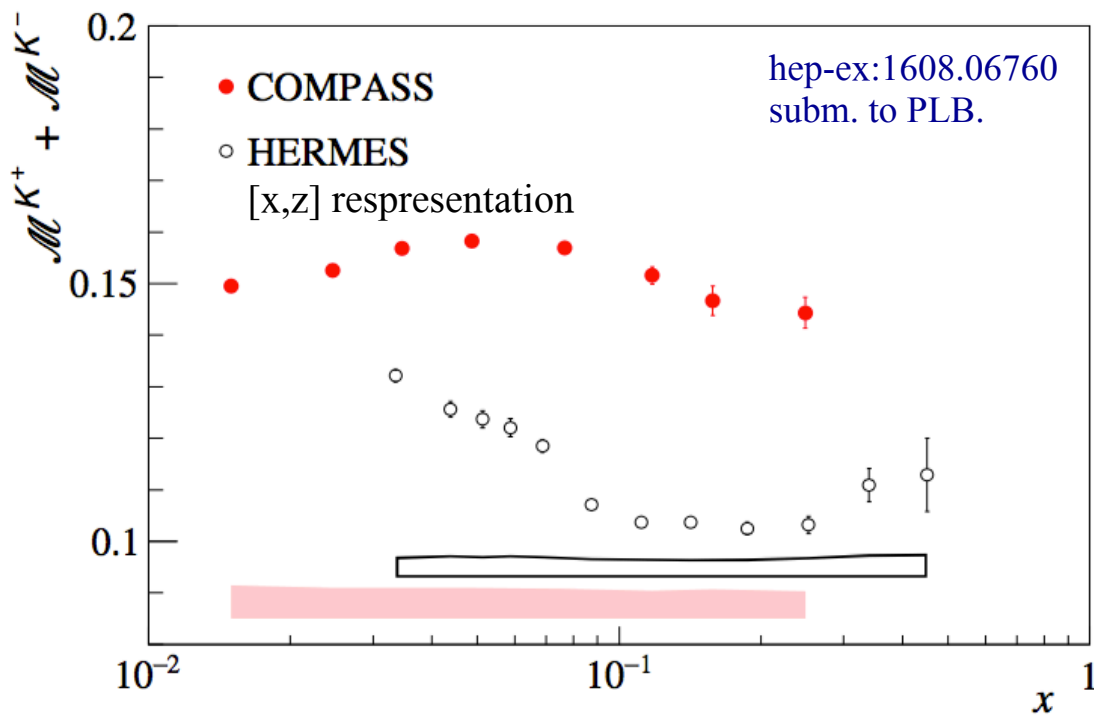 0.2
hep-ex:1608.06760
subm. to PLB.
COMPASS
HERMES
[x,z] respresentation
ℳ^{K⁺} + ℳ^{K⁻}
0.15
0.1
10⁻²
10⁻¹
1
x